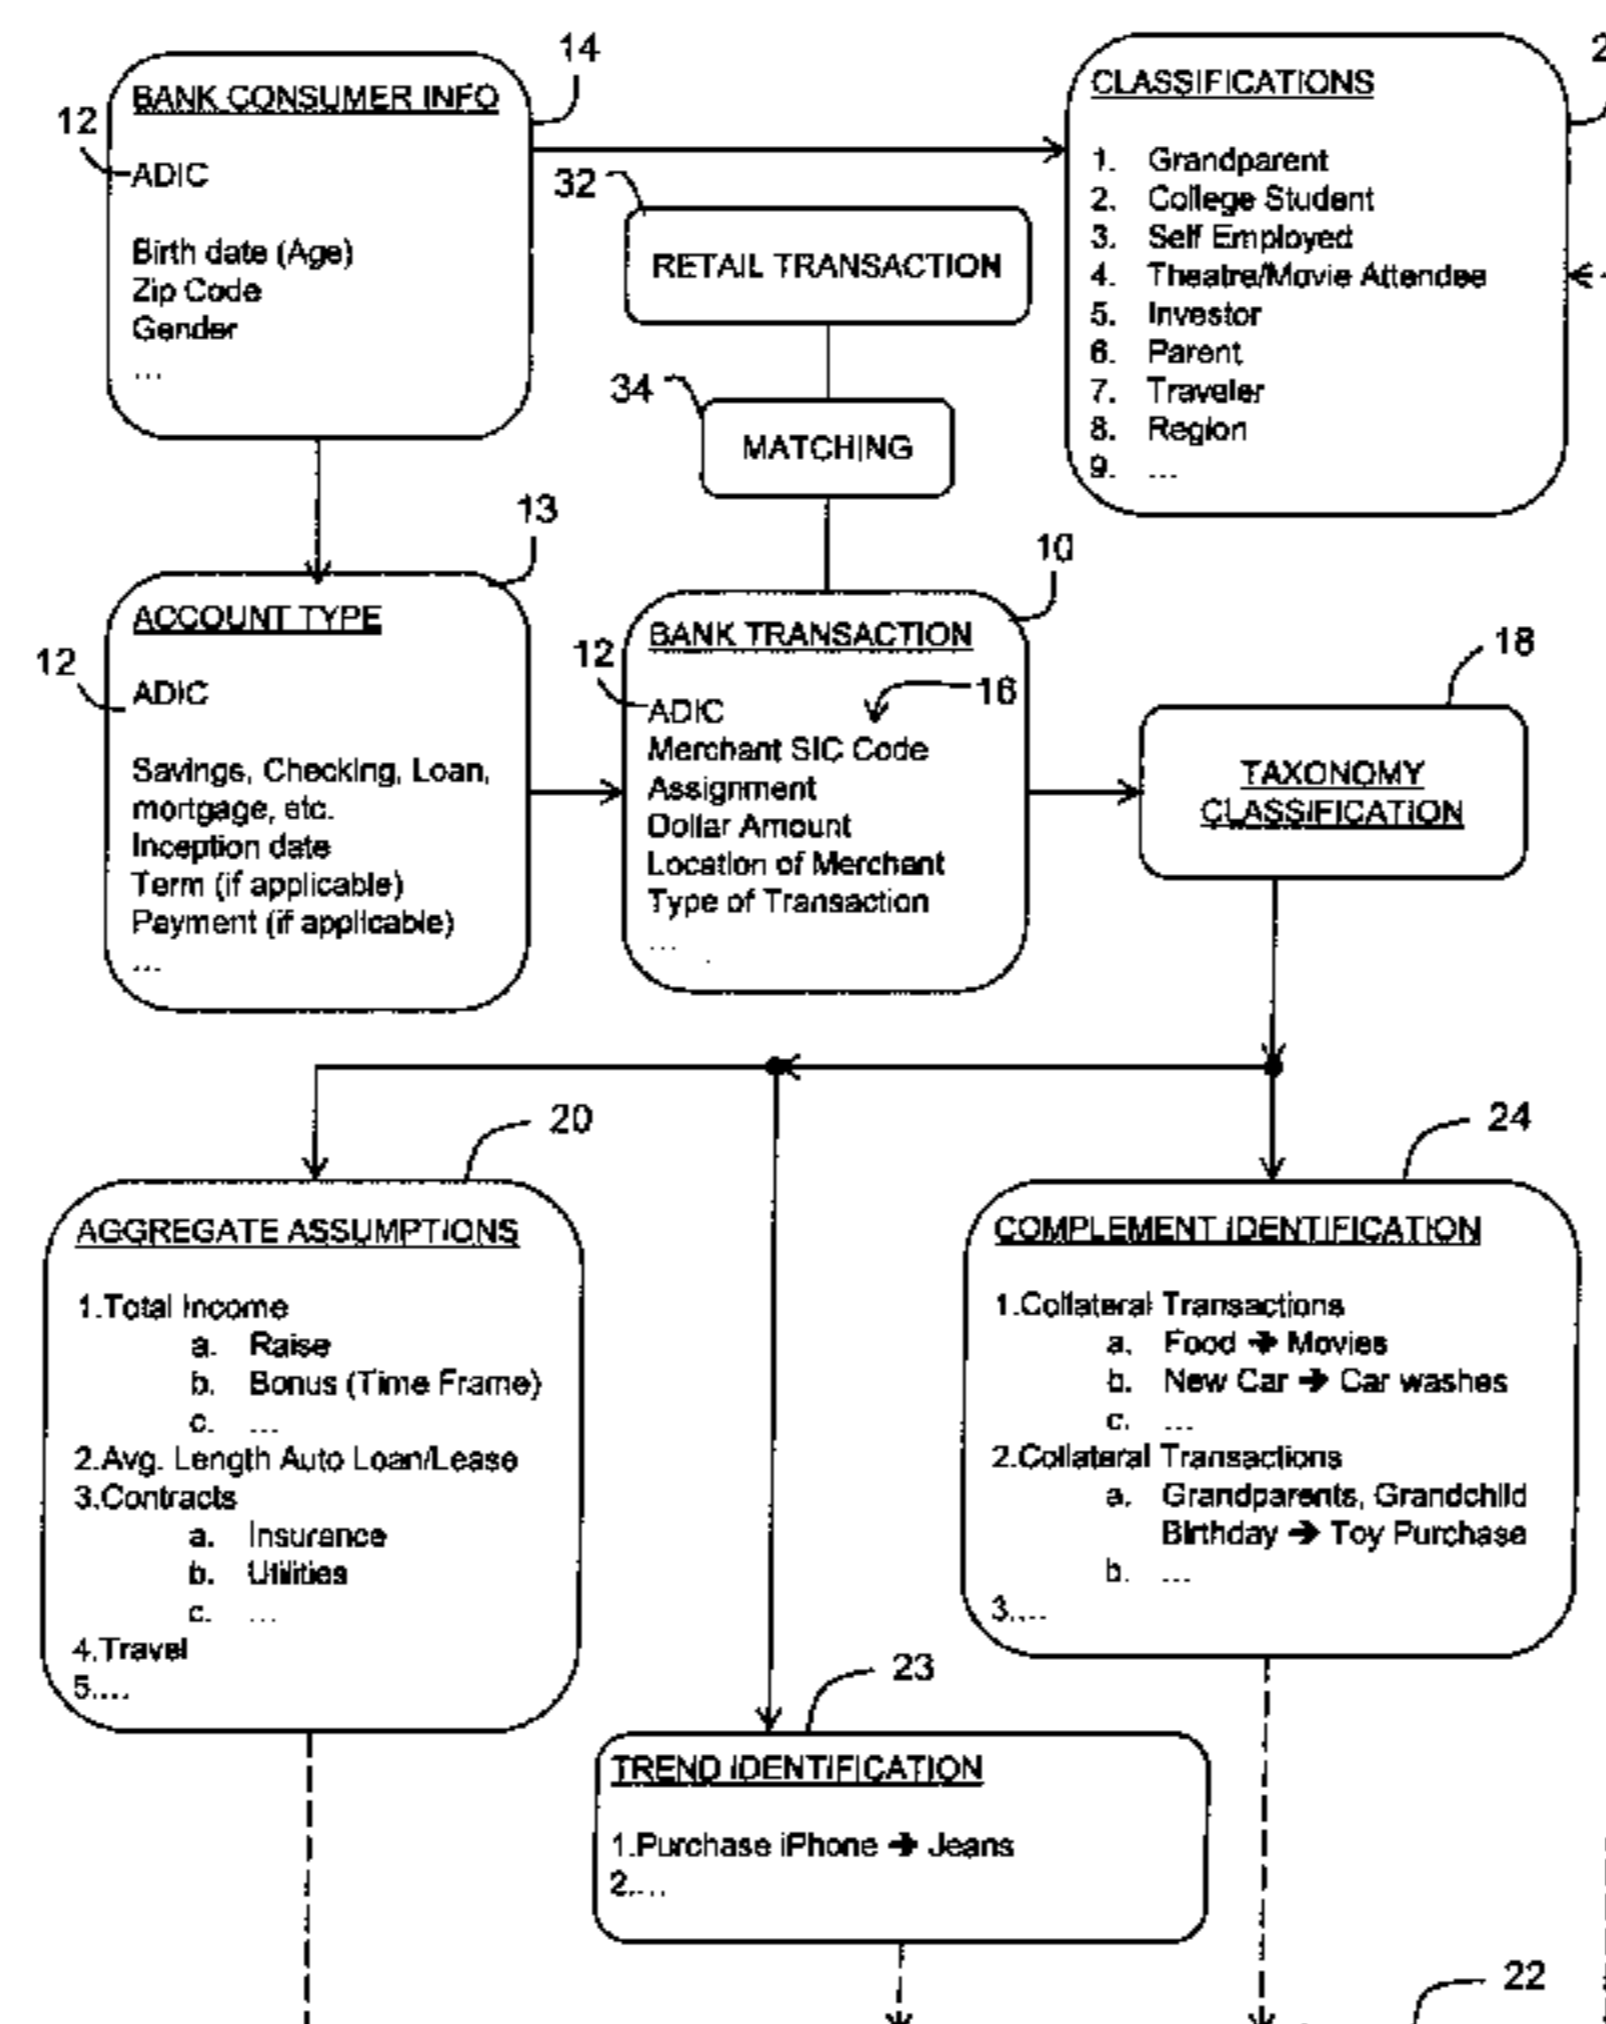 14
BANK CONSUMER INFO
12
ADIC
Birth date (Age)
Zip Code
Gender
...
CLASSIFICATIONS
1. Grandparent
2. College Student
3. Self Employed
4. Theatre/Movie Attendee
5. Investor
6. Parent
7. Traveler
8. Region
9. ...
32
RETAIL TRANSACTION
34
MATCHING
13
ACCOUNT TYPE
12
ADIC
Savings, Checking, Loan,
mortgage, etc.
Inception date
Term (if applicable)
Payment (if applicable)
...
10
BANK TRANSACTION
12
16
ADIC
Merchant SIC Code
Assignment
Dollar Amount
Location of Merchant
Type of Transaction
...
18
TAXONOMY
CLASSIFICATION
20
AGGREGATE ASSUMPTIONS
1.Total Income
a. Raise
b. Bonus (Time Frame)
c. ...
2.Avg. Length Auto Loan/Lease
3.Contracts
a. Insurance
b. Utilities
c. ...
4.Travel
5....
24
COMPLEMENT IDENTIFICATION
1.Collateral Transactions
a. Food ➔ Movies
b. New Car ➔ Car washes
c. ...
2.Collateral Transactions
a. Grandparents, Grandchild
Birthday ➔ Toy Purchase
b. ...
3....
23
TREND IDENTIFICATION
1.Purchase iPhone ➔ Jeans
2....
22